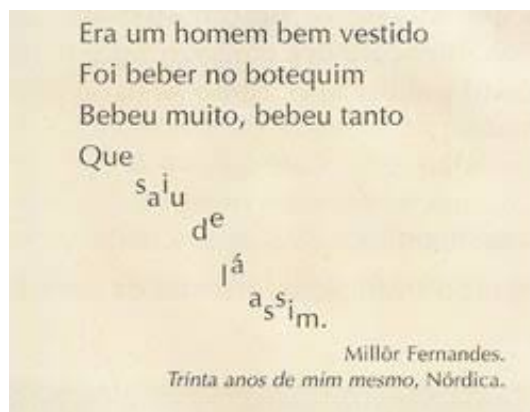 Era um homem bem vestido
Foi beber no botequim
Bebeu muito, bebeu tanto
Que
saiu
de
lá
assim.
Millôr Fernandes.
Trinta anos de mim mesmo, Nórdica.